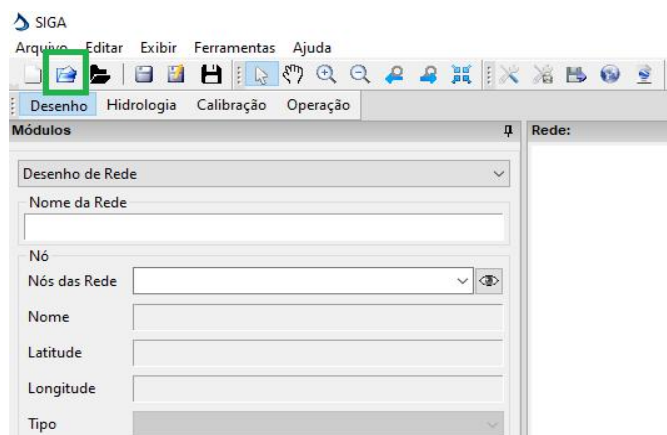 SIGA
Arquivo Editar Exibir Ferramentas Ajuda
Desenho Hidrologia Calibração Operação
Módulos
Rede:
Desenho de Rede
Nome da Rede
Nó
Nós das Rede
Nome
Latitude
Longitude
Tipo